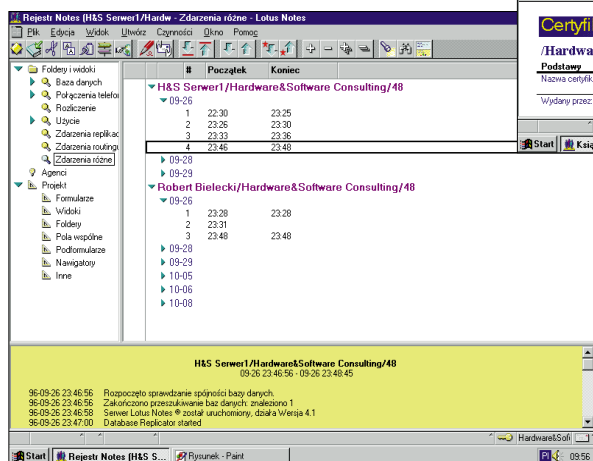 Rejestr Notes (H&S Serwer1/Hardw - Zdarzenia różne - Lotus Notes
Plik Edycja Widok Utwórz Czynności Okno Pomoc
Foldery i widoki
Baza danych
Połączenia telefon
Rozliczenie
Użycie
Zdarzenia replikac
Zdarzenia routingu
Zdarzenia różne
Agenci
Projekt
Formularze
Widoki
Foldery
Pola wspólne
Podformularze
Nawigatory
Inne
# Początek Koniec
H&S Serwer1/Hardware&Software Consulting/48
09-26
1 22:30 23:25
2 23:26 23:30
3 23:33 23:36
4 23:46 23:48
09-28
09-29
Robert Bielecki/Hardware&Software Consulting/48
09-26
1 23:28 23:28
2 23:31
3 23:48 23:48
09-28
09-29
10-05
10-06
10-08
Certyfi
/Hardwa
Podstawy
Nazwa certyfik
Wydany przez:
Start Ksią
H&S Serwer1/Hardware&Software Consulting/48
09-26 23:46:56 - 09-26 23:48:45
96-09-26 23:46:56 Rozpoczęto sprawdzanie spójności bazy danych.
96-09-26 23:46:56 Zakończono przeszukiwanie baz danych: znaleziono 1
96-09-26 23:46:58 Serwer Lotus Notes ® został uruchomiony, działa Wersja 4.1
96-09-26 23:47:00 Database Replicator started
Hardware&Soft
Start Rejestr Notes (H&S S... Rysunek - Paint Pl 09:56